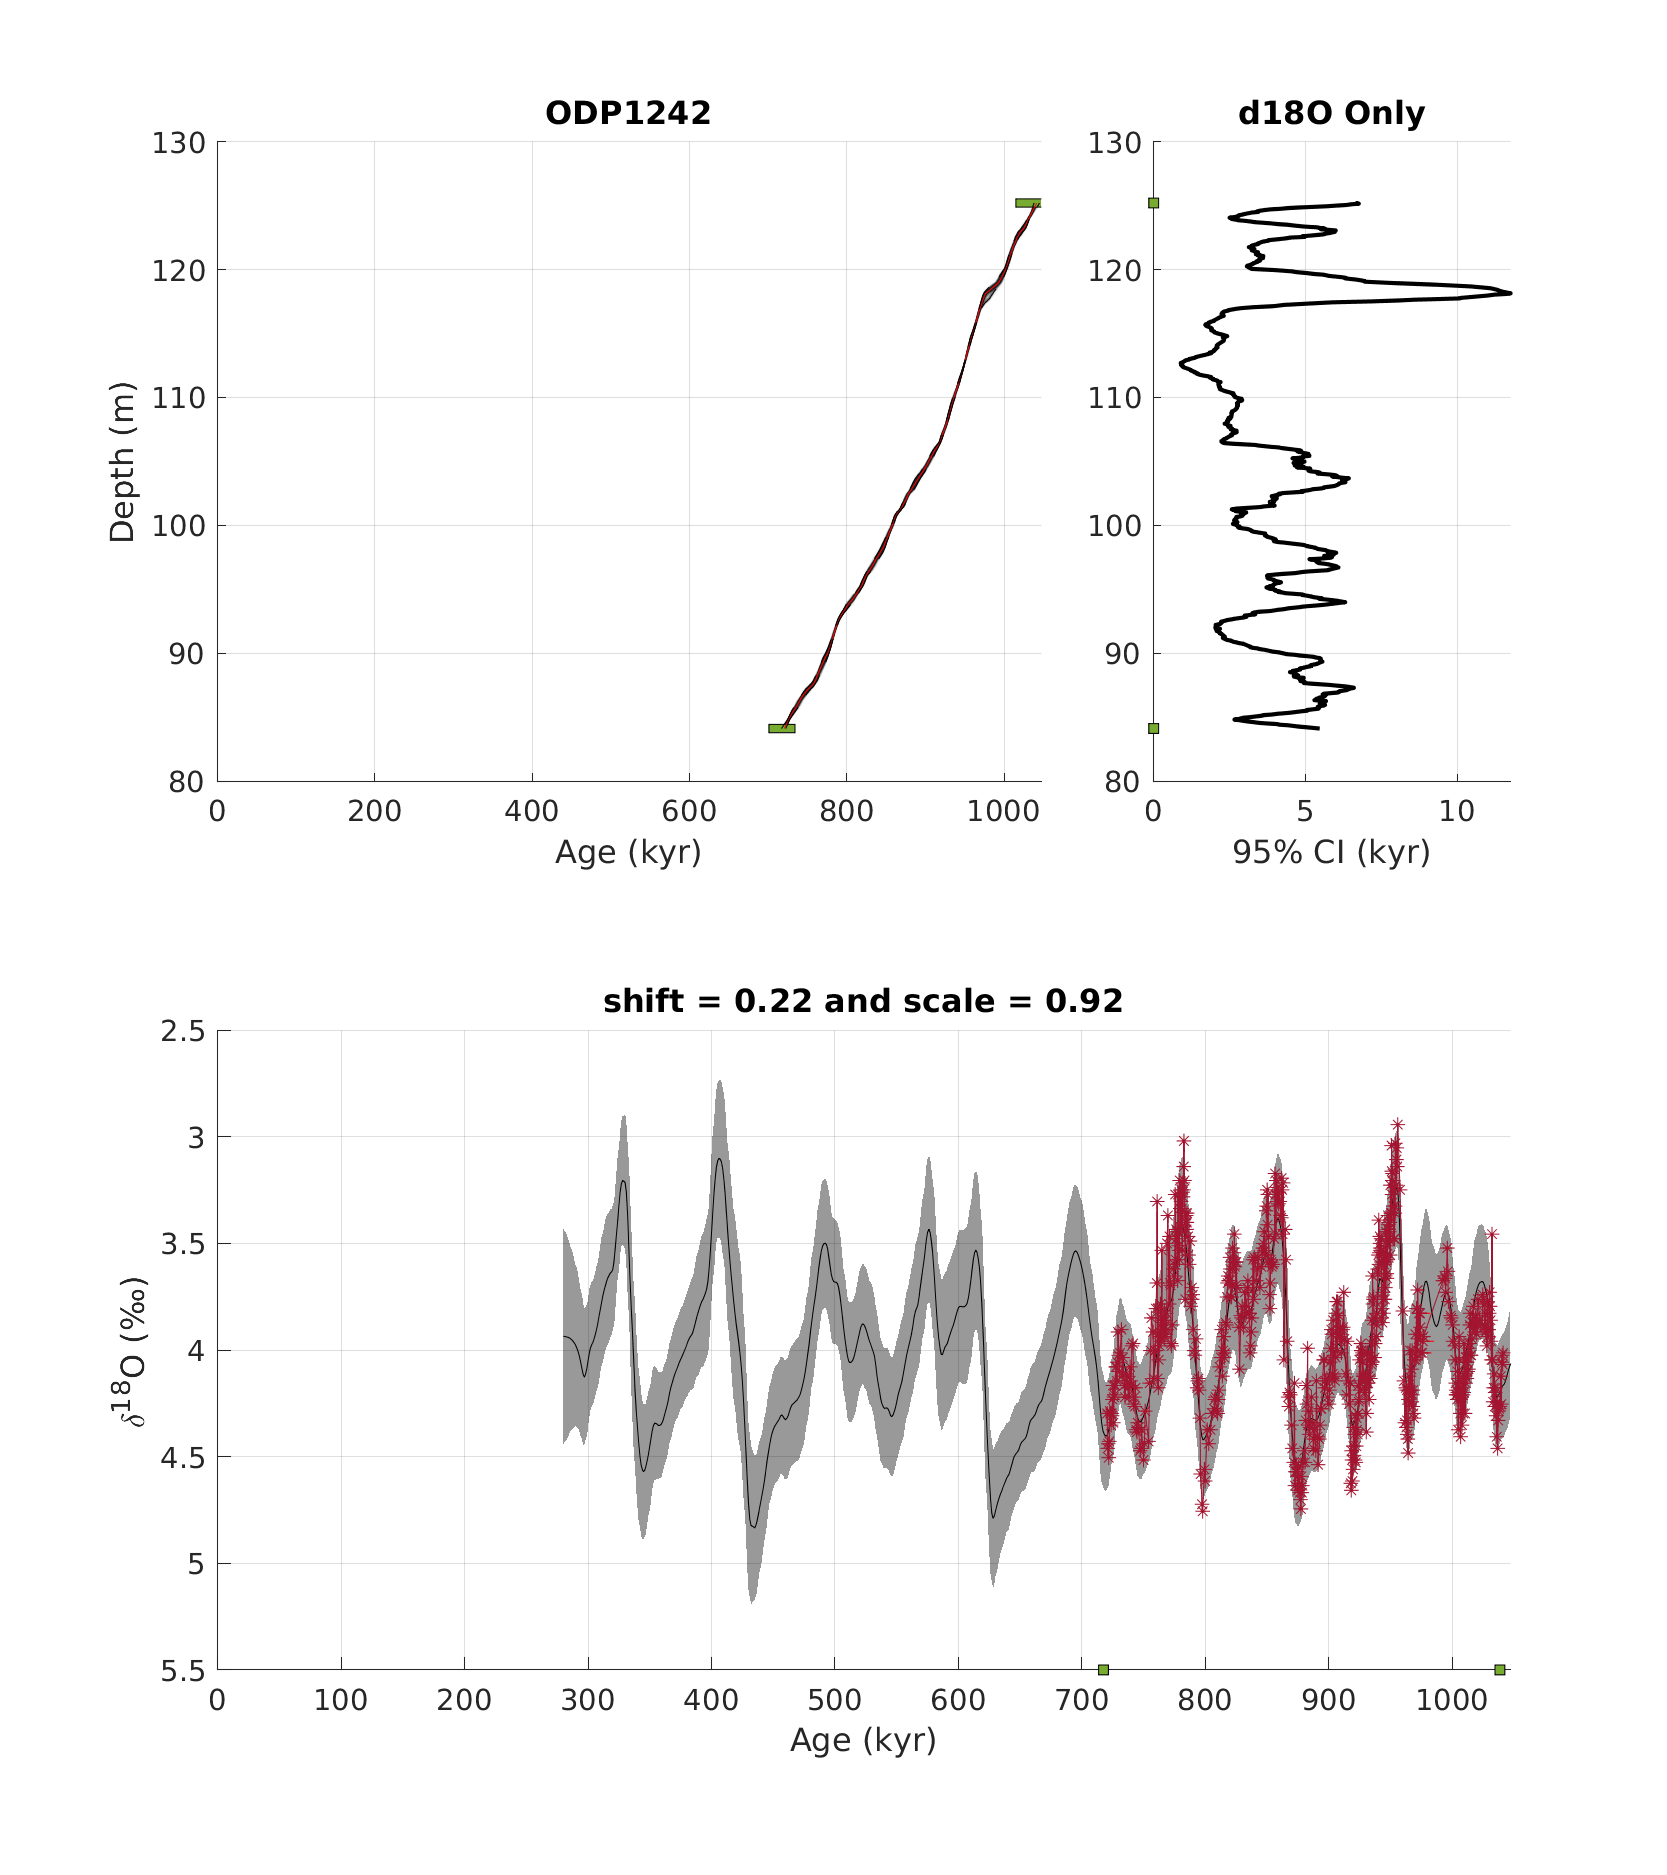 ODP1242
d18O Only
130
120
110
100
90
80
Depth (m)
0 200 400 600 800 1000
Age (kyr)
130
120
110
100
90
80
0 5 10
95% CI (kyr)
shift = 0.22 and scale = 0.92
2.5
3
3.5
4
4.5
5
5.5
δ18O (‰)
0 100 200 300 400 500 600 700 800 900 1000
Age (kyr)